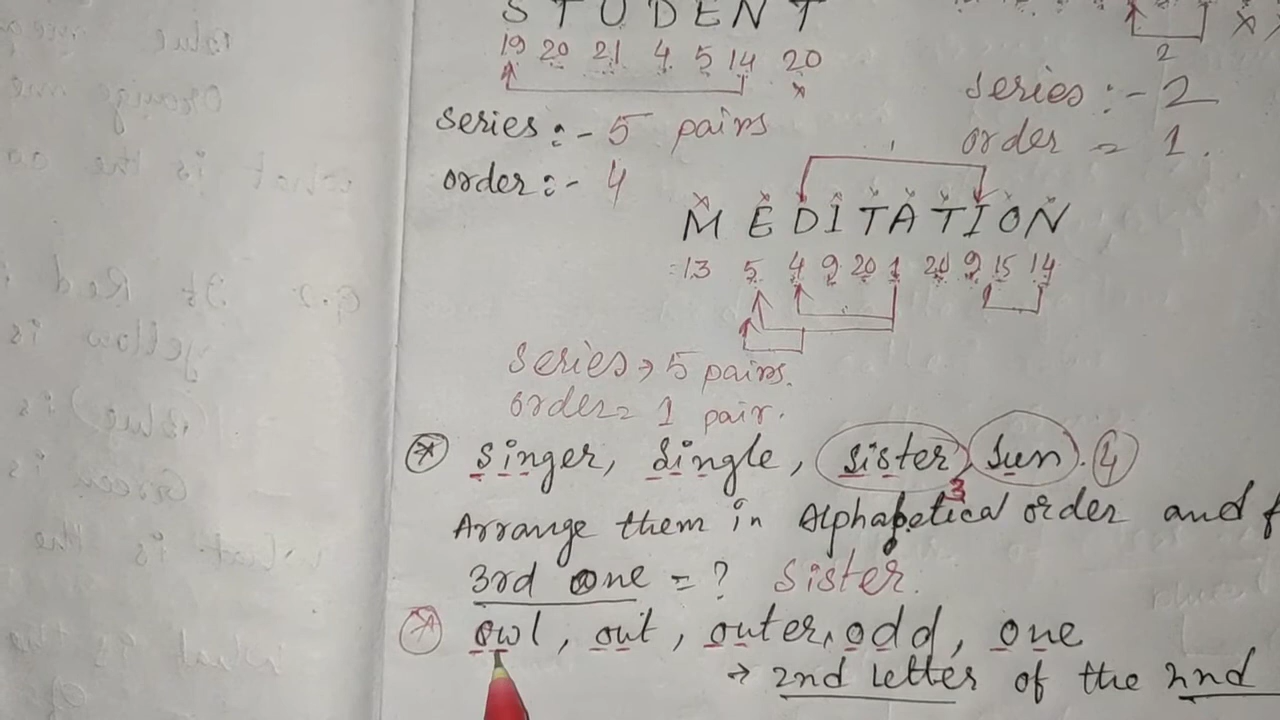 STUDENT
19 20 21 4 5 14 20
2
series :- 5 pairs
order :- 4
series :- 2
order = 1.
MEDITATION
13 5 4 9 20 1 20 9 15 14
series → 5 pairs.
order = 1 pair.
singer, single, sister, sun. 4
3
Arrange them in Alphabetical order and f
3rd one = ? Sister.
owl, out, outer, odd, one
→ 2nd letter of the 2nd